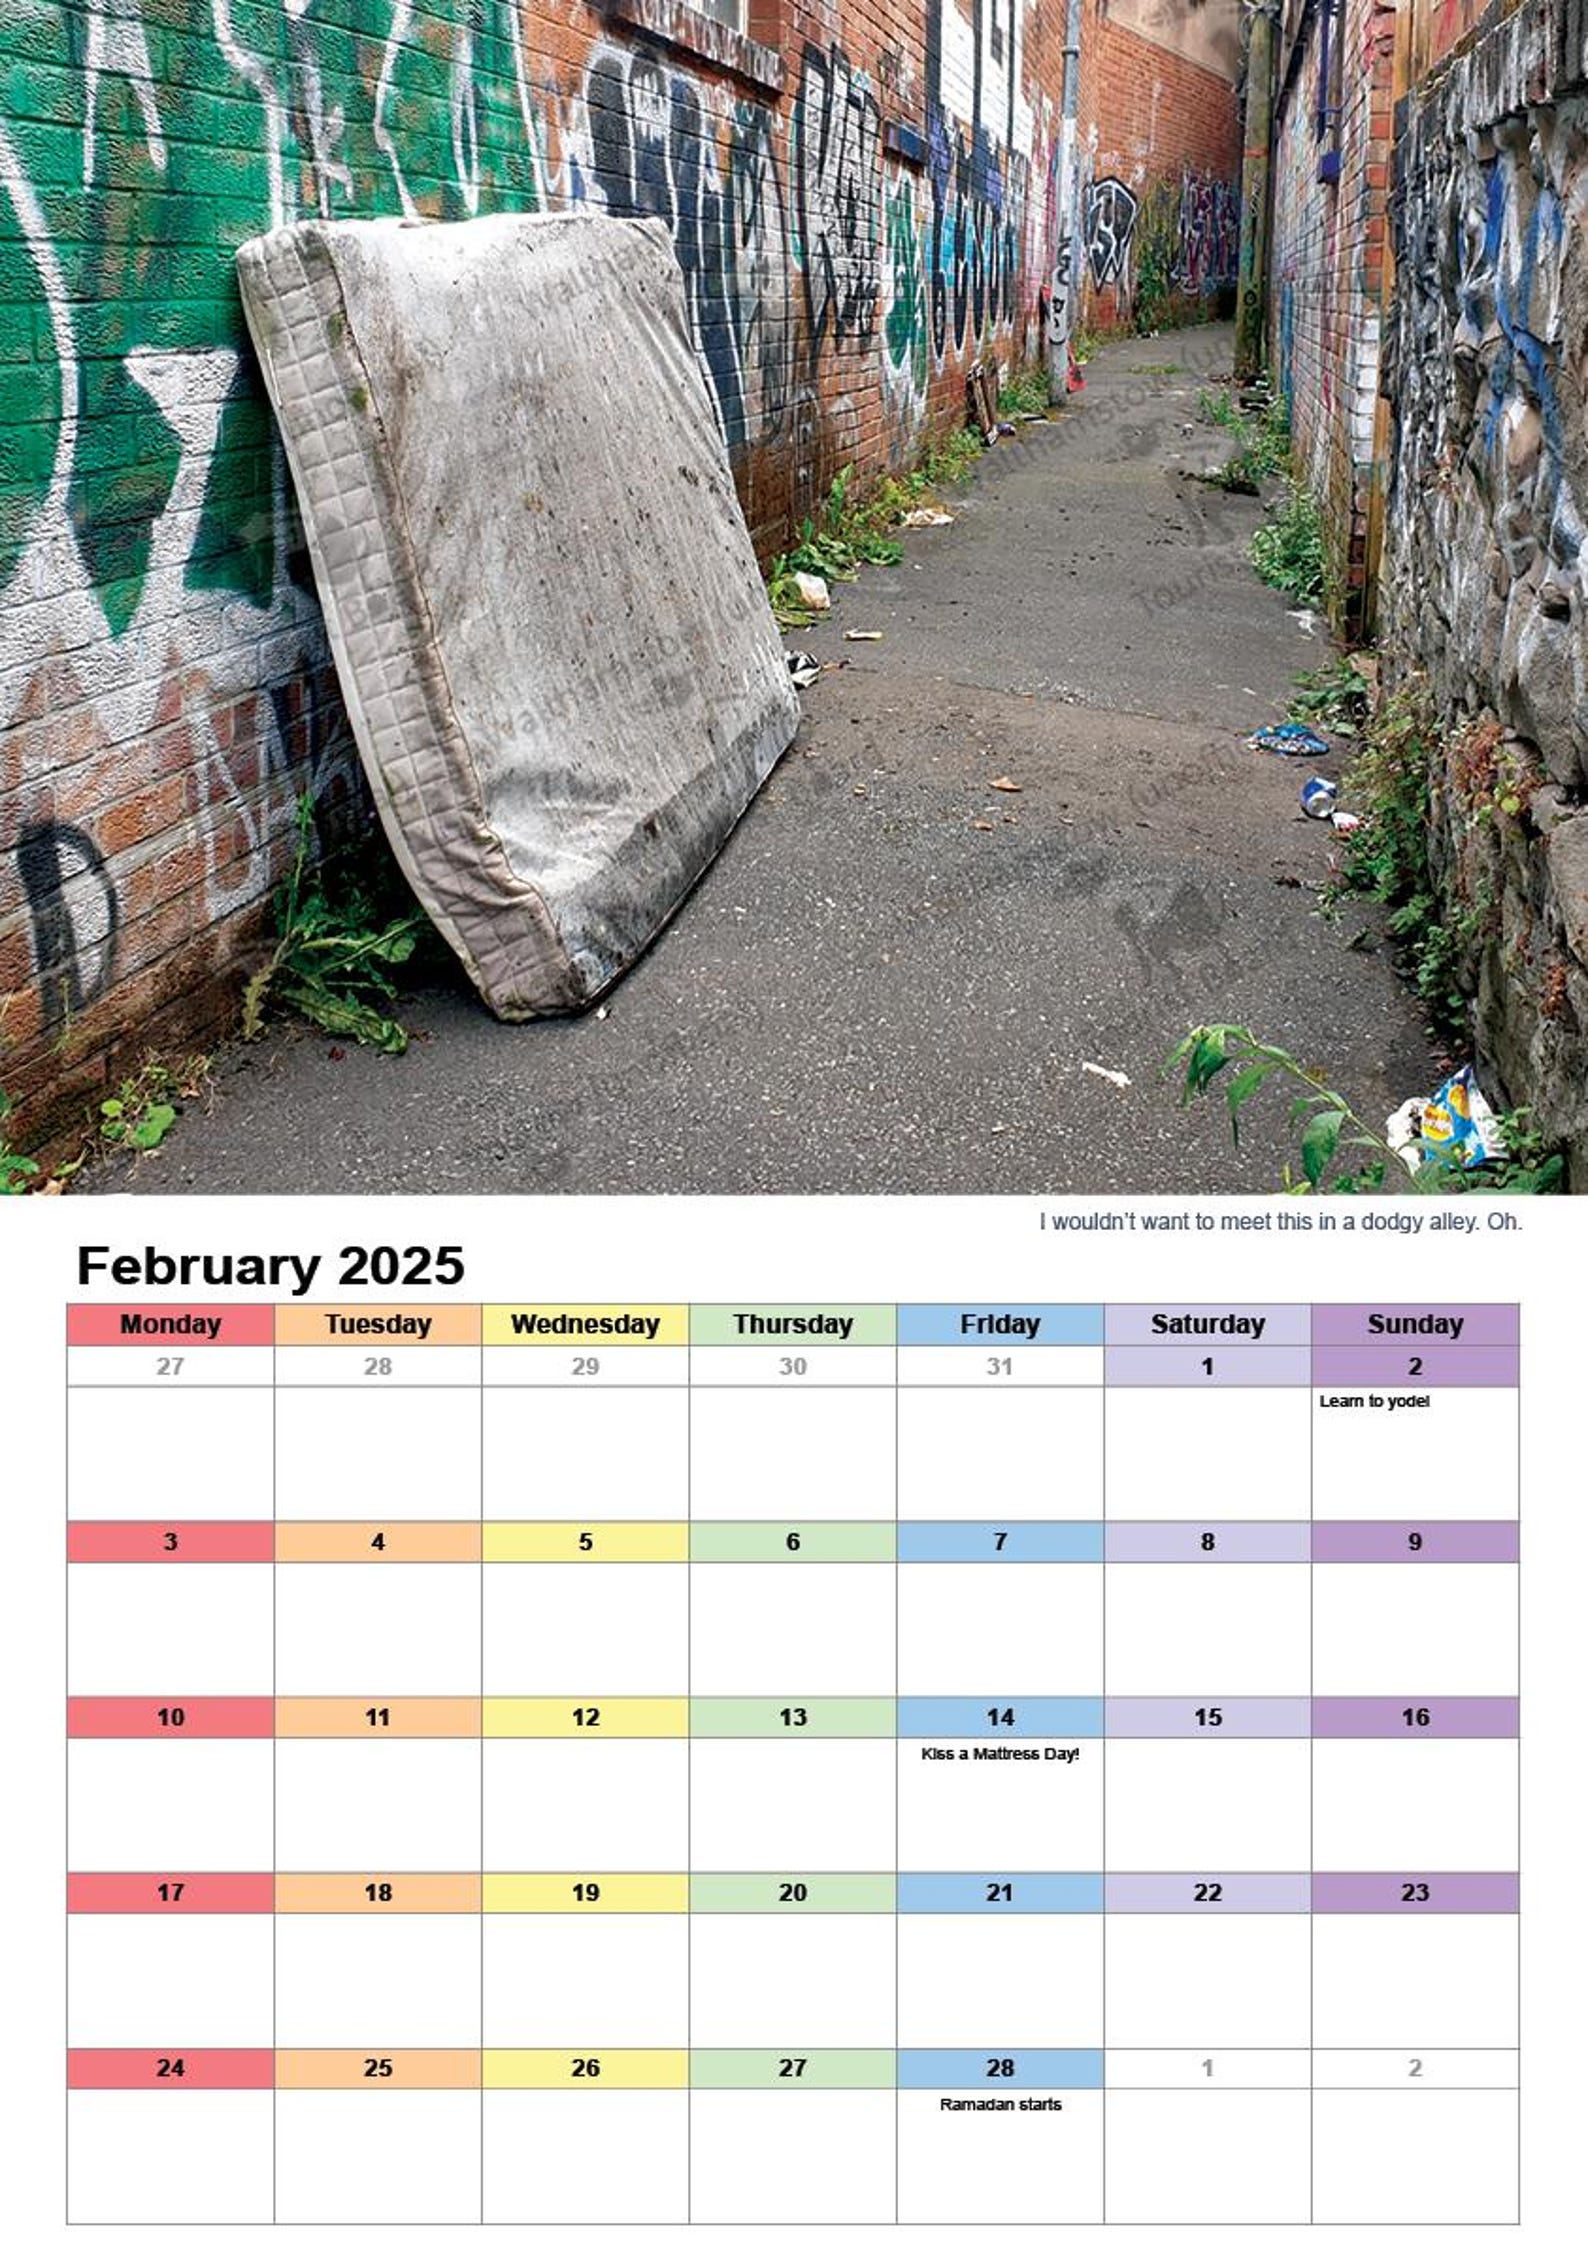 I wouldn't want to meet this in a dodgy alley. Oh.
February 2025
Monday Tuesday Wednesday Thursday Friday Saturday Sunday
27 28 29 30 31 1 2
Learn to yodel
3 4 5 6 7 8 9
10 11 12 13 14 15 16
Kiss a Mattress Day!
17 18 19 20 21 22 23
24 25 26 27 28 1 2
Ramadan starts